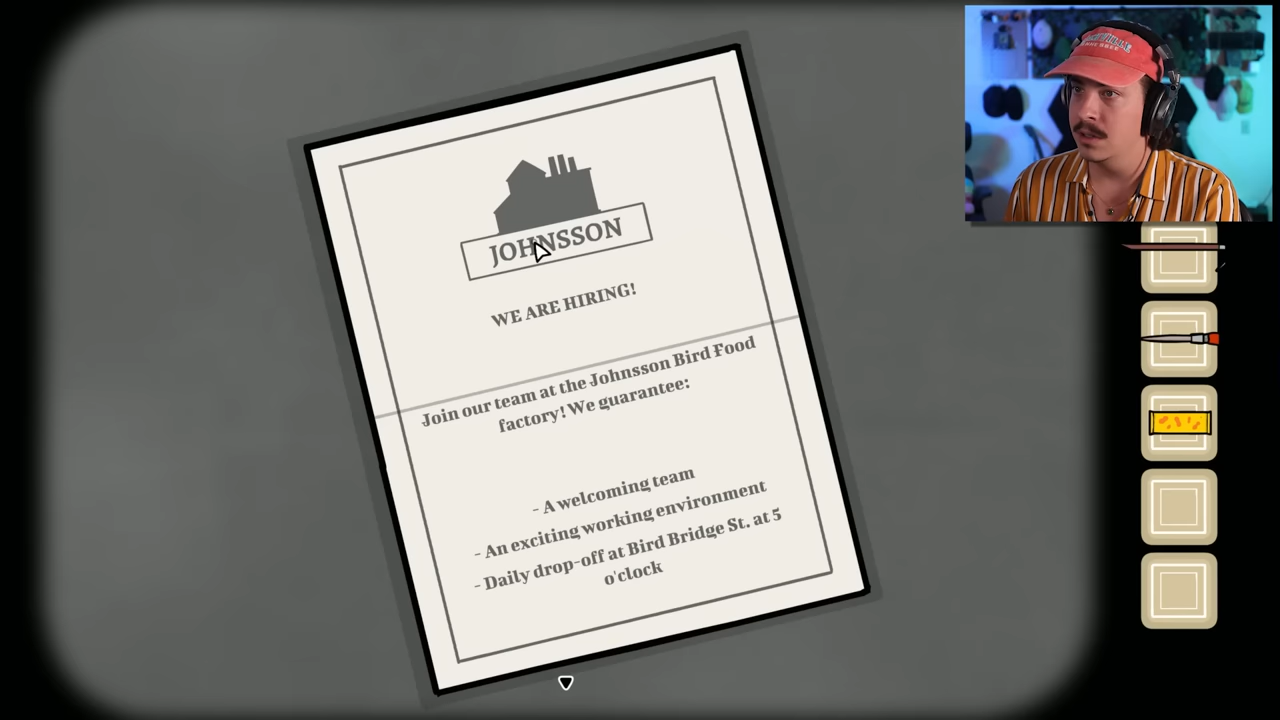 JOHNSSON
WE ARE HIRING!
Join our team at the Johnsson Bird Food
factory! We guarantee:
- A welcoming team
- An exciting working environment
- Daily drop-off at Bird Bridge St. at 5
o'clock